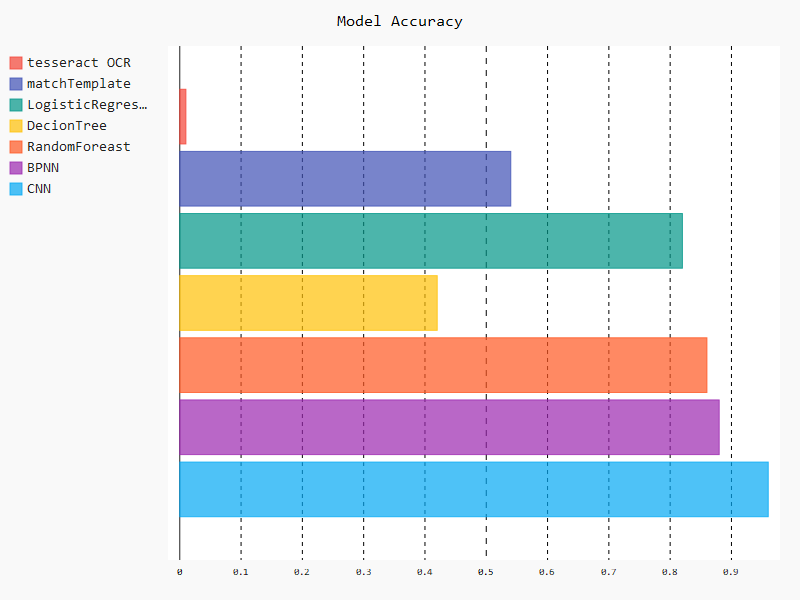 Model Accuracy
tesseract OCR
matchTemplate
LogisticRegres…
DecionTree
RandomForeast
BPNN
CNN
0 0.1 0.2 0.3 0.4 0.5 0.6 0.7 0.8 0.9